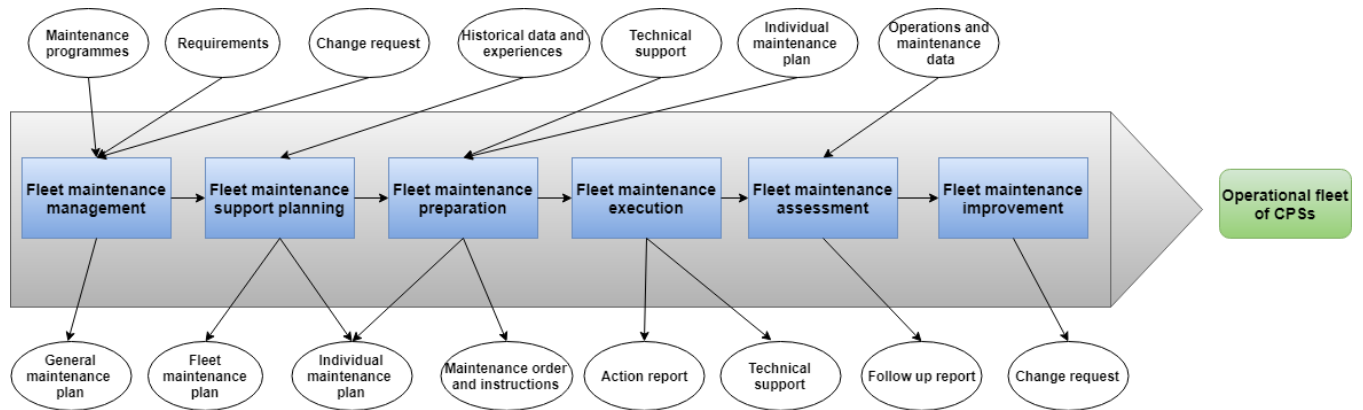 Maintenance
programmes
Requirements
Change request
Historical data and
experiences
Technical
support
Individual
maintenance
plan
Operations and
maintenance
data
Fleet maintenance
management
Fleet maintenance
support planning
Fleet maintenance
preparation
Fleet maintenance
execution
Fleet maintenance
assessment
Fleet maintenance
improvement
Operational fleet
of CPSs
General
maintenance
plan
Fleet
maintenance
plan
Individual
maintenance
plan
Maintenance order
and instructions
Action report
Technical
support
Follow up report
Change request